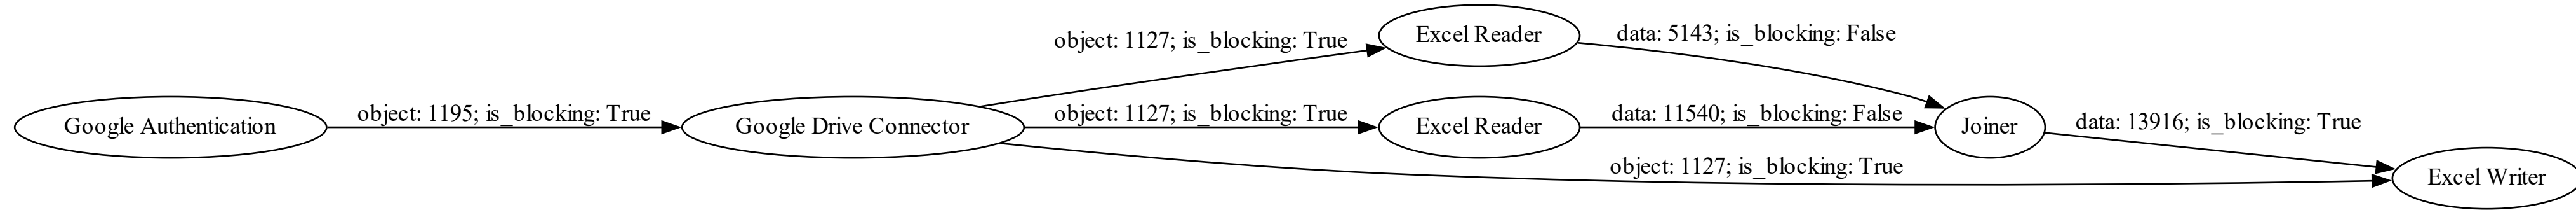 Google Authentication
object: 1195; is_blocking: True
Google Drive Connector
object: 1127; is_blocking: True
Excel Reader
data: 5143; is_blocking: False
object: 1127; is_blocking: True
Excel Reader
data: 11540; is_blocking: False
Joiner
data: 13916; is_blocking: True
object: 1127; is_blocking: True
Excel Writer